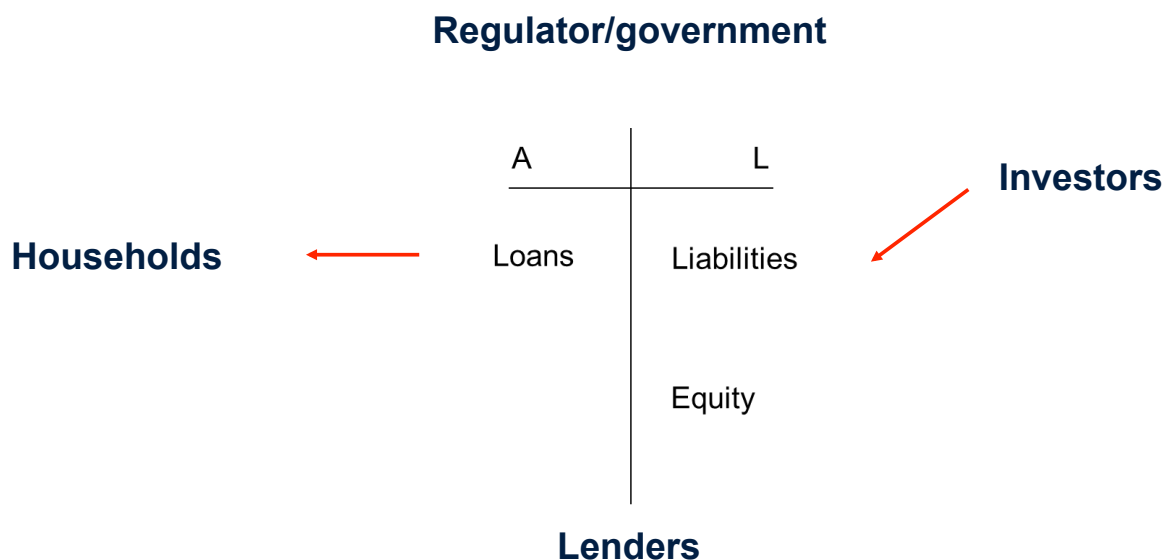 Regulator/government
A L
Investors
Households
Loans
Liabilities
Equity
Lenders